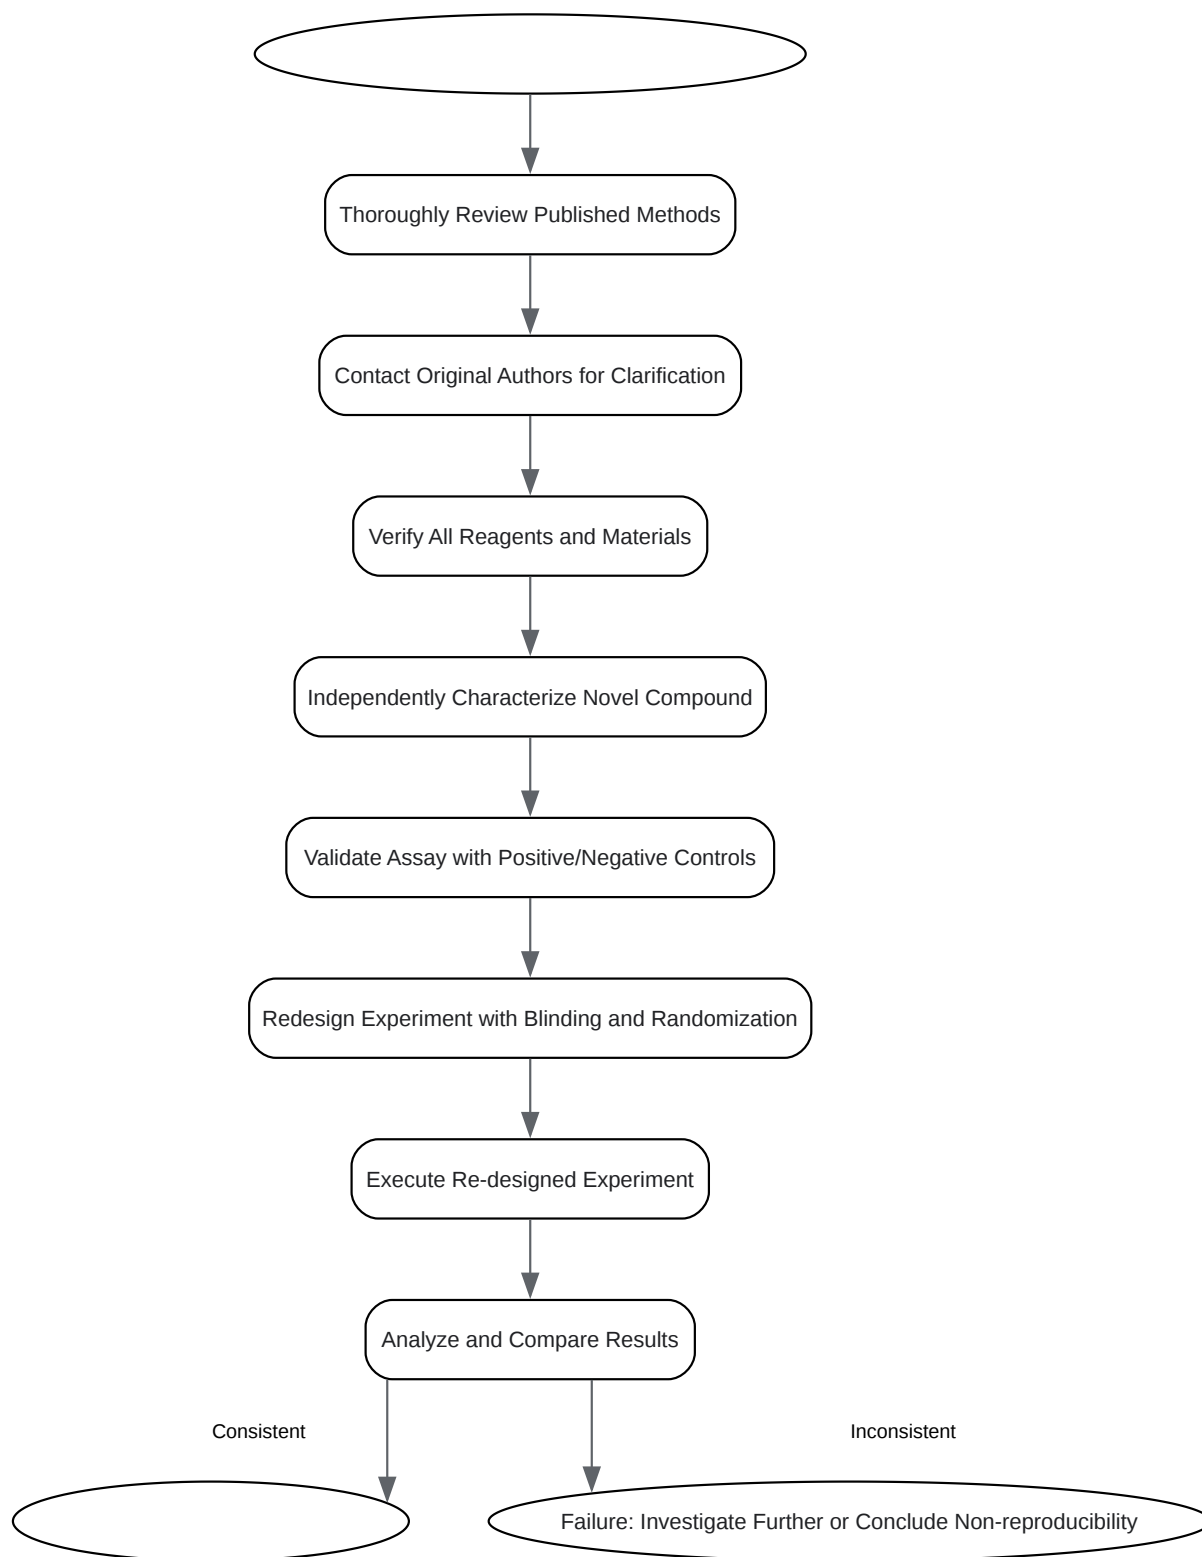 Thoroughly Review Published Methods
Contact Original Authors for Clarification
Verify All Reagents and Materials
Independently Characterize Novel Compound
Validate Assay with Positive/Negative Controls
Redesign Experiment with Blinding and Randomization
Execute Re-designed Experiment
Analyze and Compare Results
Consistent
Inconsistent
Failure: Investigate Further or Conclude Non-reproducibility